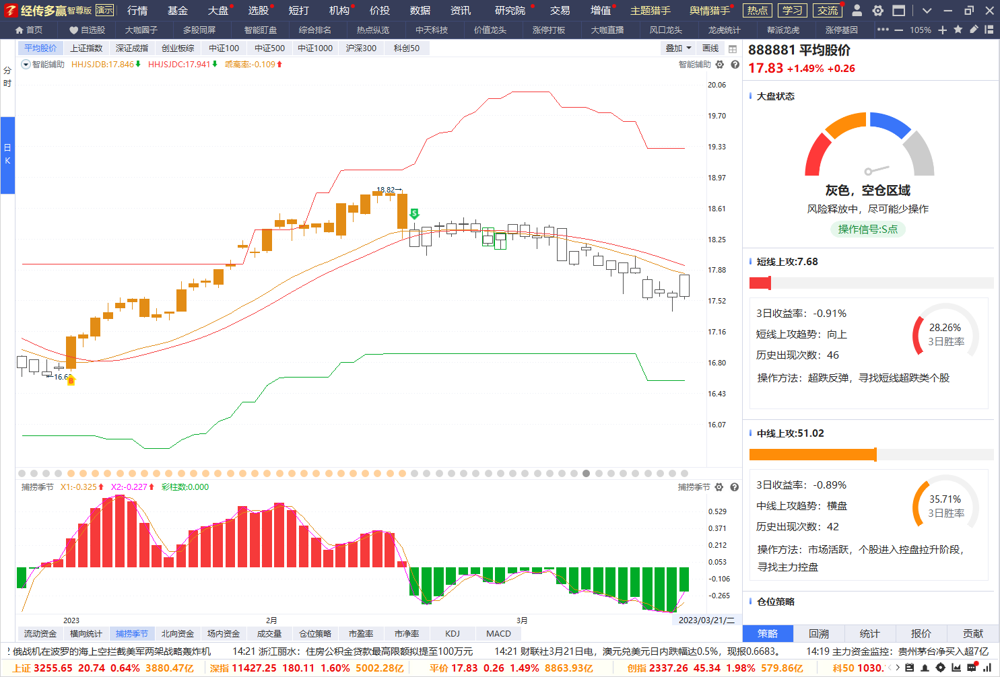 经传多赢 智尊版 演示 行情 基金 大盘 选股 短打 机构 价投 数据 资讯 研究院 交易 增值 主题猎手 舆情猎手 热点 学习 交流
首页 自选股 大咖圈子 多股同屏 智能盯盘 综合排名 热点纵览 中天科技 价值龙头 涨停打板 大咖直播 风口龙头 龙虎统计 帮派龙虎 涨停基因 105%
平均股价 上证指数 深证成指 创业板综 中证100 中证500 中证1000 沪深300 科创50 叠加 画线
分时
日K
智能辅助 HHJSJDB:17.846 HHJSJDC:17.941 乖离率:-0.109 智能辅助
20.06
19.70
19.33
18.97
18.61
18.25
17.88
17.52
17.16
16.80
16.43
16.07
18.82
S
B
捕捞季节 X1:-0.325 X2:-0.227 彩柱数:0.000 捕捞季节
0.529
0.371
0.212
0.053
-0.106
-0.265
2023 2月 3月 2023/03/21/二
流动资金 横向统计 捕捞季节 北向资金 场内资金 成交量 仓位策略 市盈率 市净率 KDJ MACD
888881 平均股价
17.83 +1.49% +0.26
大盘状态
灰色，空仓区域
风险释放中，尽可能少操作
操作信号:S点
短线上攻:7.68
3日收益率：-0.91%
短线上攻趋势：向上
历史出现次数：46
28.26%
3日胜率
操作方法：超跌反弹，寻找短线超跌类个股
中线上攻:51.02
3日收益率：-0.89%
中线上攻趋势：横盘
历史出现次数：42
35.71%
3日胜率
操作方法：市场活跃，个股进入控盘拉升阶段，
寻找主力控盘
仓位策略
策略 回溯 统计 报价 贡献
俄战机在波罗的海上空拦截美军两架战略轰炸机 14:21 浙江丽水：住房公积金贷款最高限额拟提至100万元 14:21 财联社3月21日电，澳元兑美元日内跌幅达0.5%，现报0.6683。 14:19 主力资金监控：贵州茅台净买入超7亿
上证 3255.65 20.74 0.64% 3880.47亿 深指 11427.25 180.11 1.60% 5002.28亿 平价 17.83 0.26 1.49% 8863.93亿 创指 2337.26 45.34 1.98% 579.86亿 科50 1030.